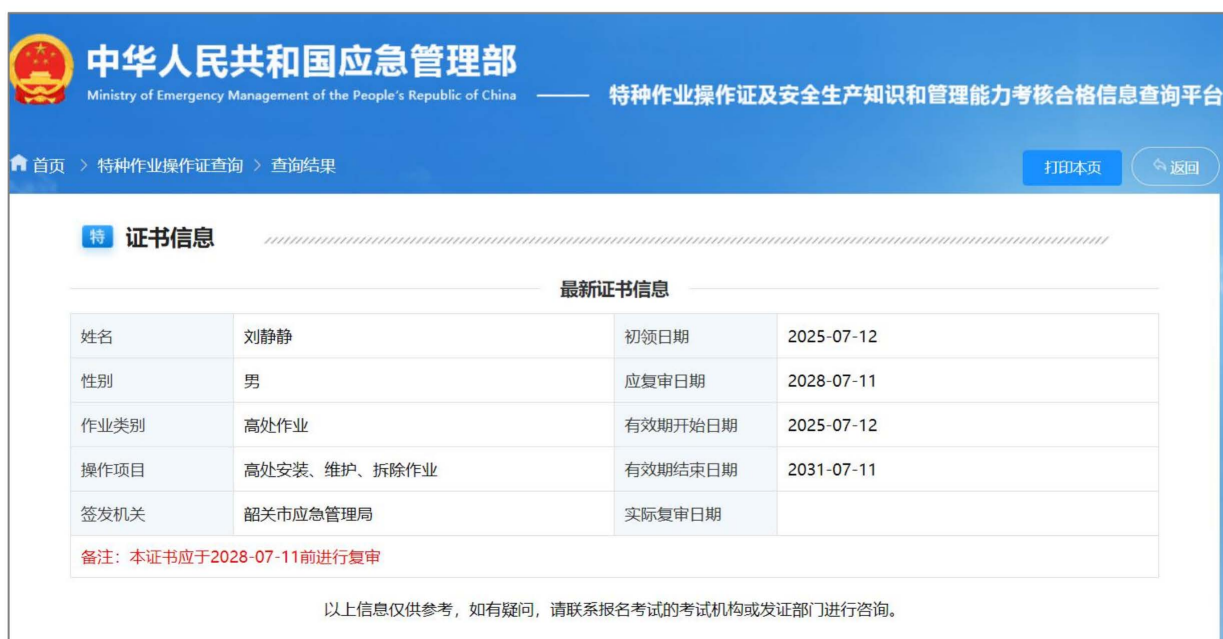 中华人民共和国应急管理部
Ministry of Emergency Management of the People's Republic of China
特种作业操作证及安全生产知识和管理能力考核合格信息查询平台
首页 > 特种作业操作证查询 > 查询结果
打印本页 返回
特 证书信息
最新证书信息
姓名 刘静静 初领日期 2025-07-12
性别 男 应复审日期 2028-07-11
作业类别 高处作业 有效期开始日期 2025-07-12
操作项目 高处安装、维护、拆除作业 有效期结束日期 2031-07-11
签发机关 韶关市应急管理局 实际复审日期
备注：本证书应于2028-07-11前进行复审
以上信息仅供参考，如有疑问，请联系报名考试的考试机构或发证部门进行咨询。